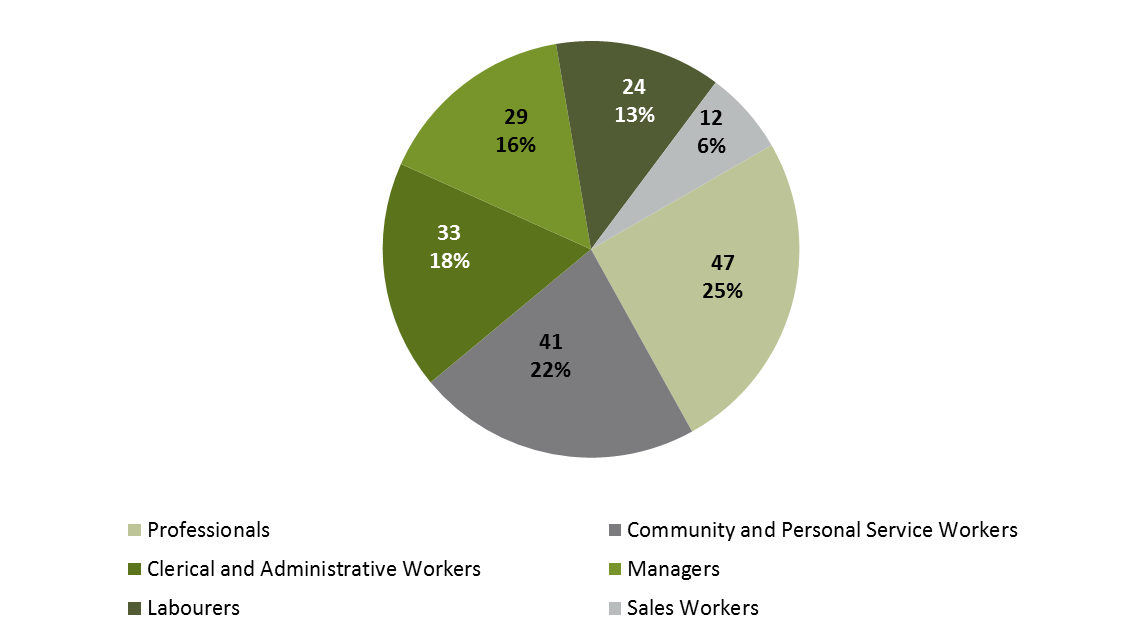 24
13%
12
6%
29
16%
33
18%
47
25%
41
22%
Professionals
Community and Personal Service Workers
Clerical and Administrative Workers
Managers
Labourers
Sales Workers